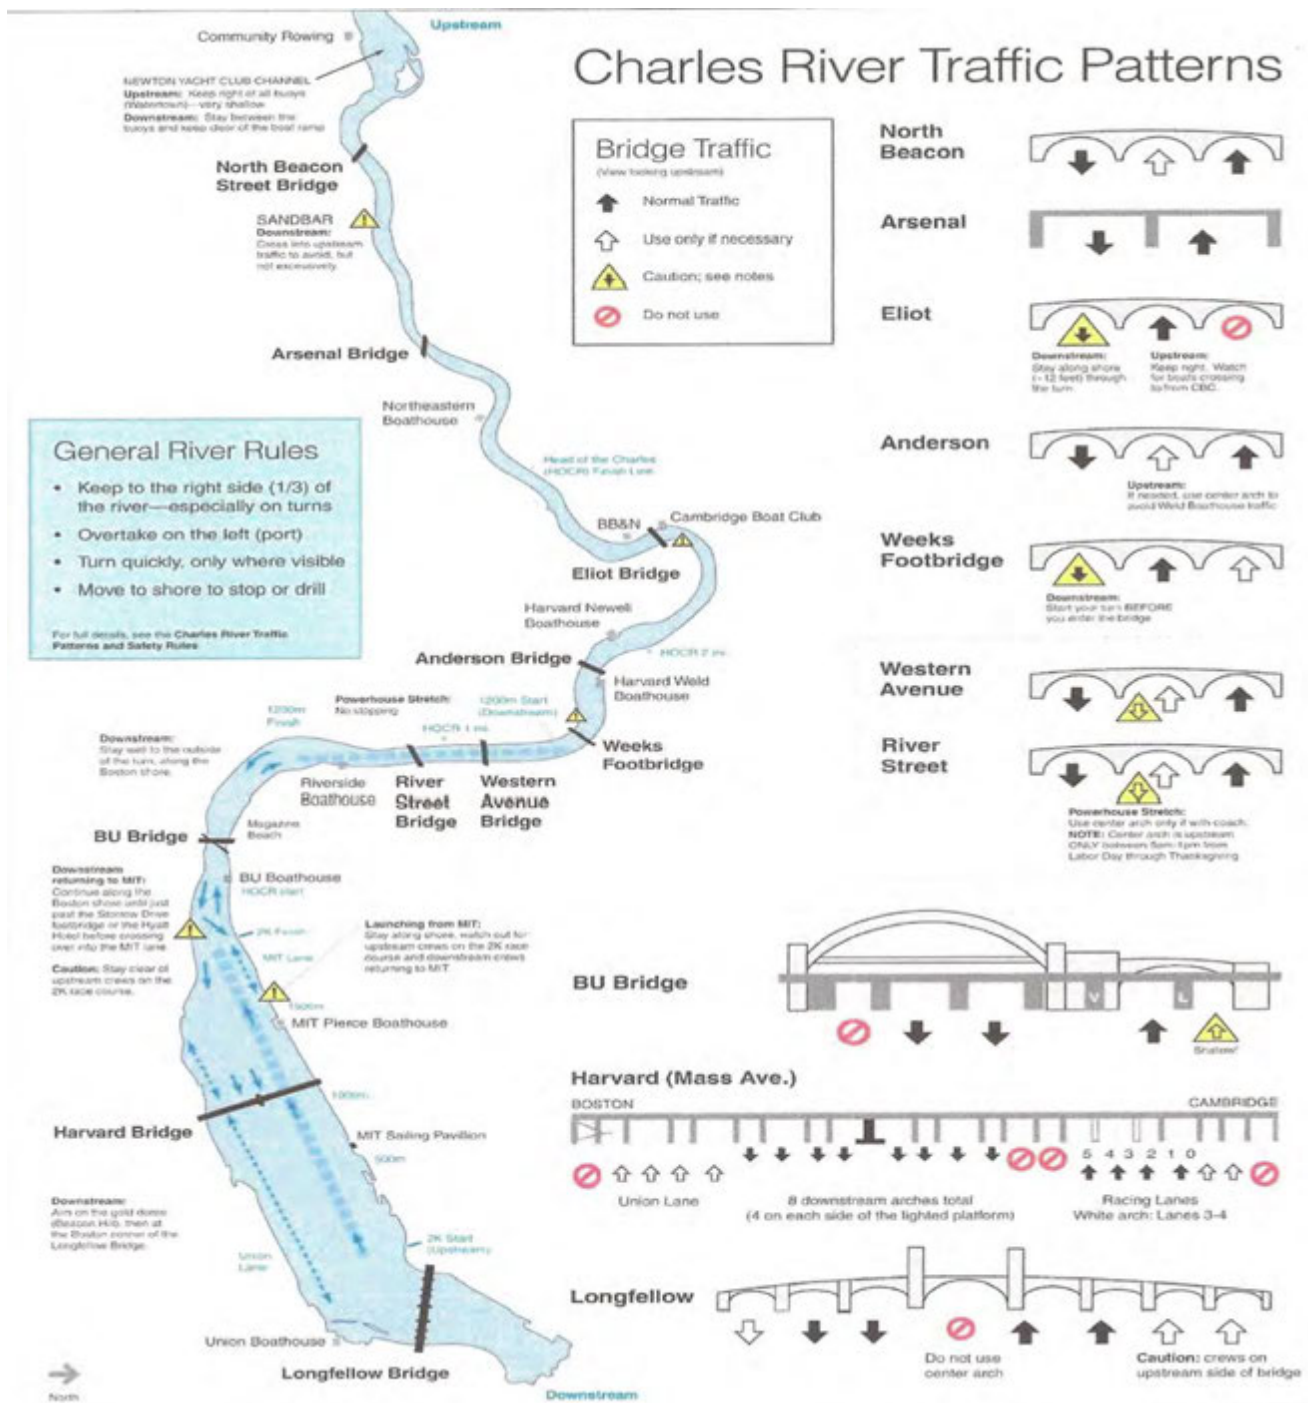 Upstream
Community Rowing
Charles River Traffic Patterns
NEWTON YACHT CLUB CHANNEL
Upstream: Keep right of all buoys
(Watertown)—very shallow
Downstream: Stay between the
buoys and keep clear of the boat ramp
North Beacon
Street Bridge
SANDBAR
Downstream:
Cross into upstream
traffic to avoid, but
not excessively
Arsenal Bridge
Northeastern
Boathouse
Head of the Charles
(HOCR) Finish Line
BB&N
Cambridge Boat Club
Eliot Bridge
Harvard Newell
Boathouse
HOCR 2 mi.
Anderson Bridge
Harvard Weld
Boathouse
Bridge Traffic
(View looking upstream)
Normal Traffic
Use only if necessary
Caution; see notes
Do not use
General River Rules
• Keep to the right side (1/3) of
the river—especially on turns
• Overtake on the left (port)
• Turn quickly, only where visible
• Move to shore to stop or drill
For full details, see the Charles River Traffic
Patterns and Safety Rules
Powerhouse Stretch:
No stopping
1200m Start
(Downstream)
1200m
Finish
HOCR 1 mi.
Weeks
Footbridge
Downstream:
Stay well to the outside
of the turn, along the
Boston shore.
Riverside
Boathouse
River
Street
Bridge
Western
Avenue
Bridge
BU Bridge
Magazine
Beach
BU Boathouse
HOCR start
Downstream
returning to MIT:
Continue along the
Boston shore until just
past the Storrow Drive
footbridge or the Hyatt
Hotel before crossing
over into the MIT lane
Caution: Stay clear of
upstream crews on the
2K race course.
2K Finish
MIT Lane
Launching from MIT:
Stay along shore, watch out for
upstream crews on the 2K race
course and downstream crews
returning to MIT
1500m
MIT Pierce Boathouse
1000m
Harvard Bridge
MIT Sailing Pavilion
500m
Downstream:
Aim on the gold dome
(Beacon Hill), then at
the Boston corner of the
Longfellow Bridge.
Union
Lane
2K Start
(Upstream)
Union Boathouse
Longfellow Bridge
Downstream
North
North
Beacon
Arsenal
Eliot
Downstream:
Stay along shore
(~12 feet) through
the turn.
Upstream:
Keep right. Watch
for boats crossing
to/from CBC.
Anderson
Upstream:
If needed, use center arch to
avoid Weld Boathouse traffic
Weeks
Footbridge
Downstream:
Start your turn BEFORE
you enter the bridge
Western
Avenue
River
Street
Powerhouse Stretch:
Use center arch only if with coach.
NOTE: Center arch is upstream
ONLY between 5am-1pm from
Labor Day through Thanksgiving
BU Bridge
V L
Shallow!
Harvard (Mass Ave.)
BOSTON CAMBRIDGE
5 4 3 2 1 0
Union Lane
8 downstream arches total
(4 on each side of the lighted platform)
Racing Lanes
White arch: Lanes 3-4
Longfellow
Do not use
center arch
Caution: crews on
upstream side of bridge